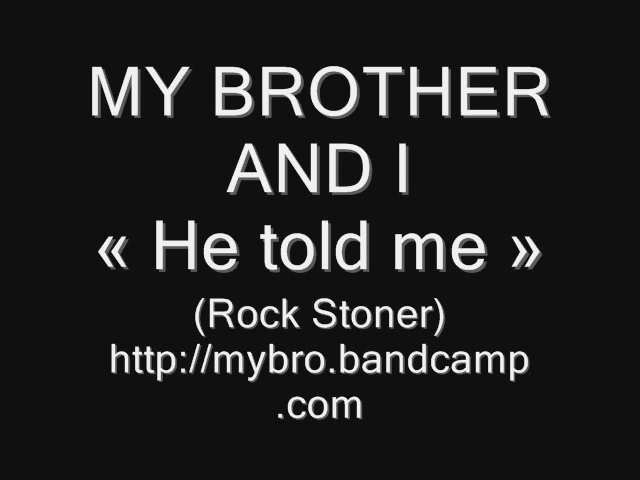 MY BROTHER
AND I
« He told me »
(Rock Stoner)
http://mybro.bandcamp
.com